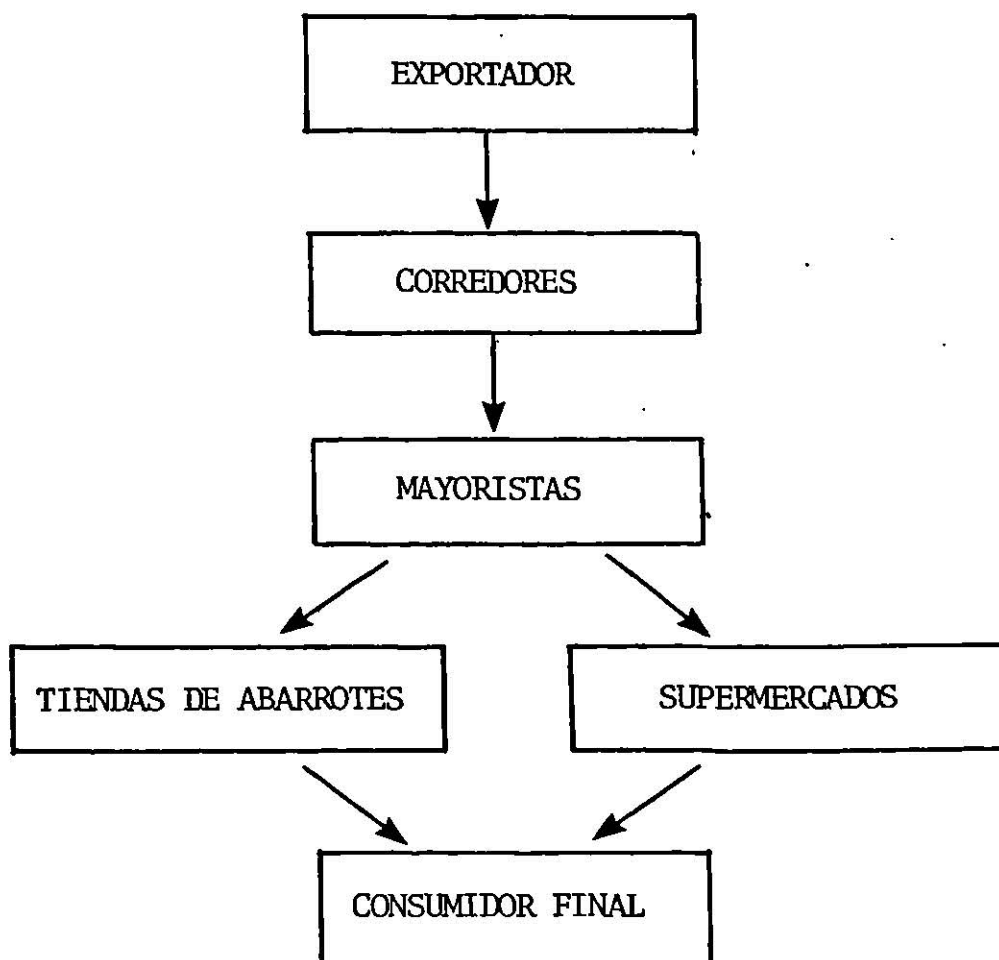 EXPORTADOR
CORREDORES
MAYORISTAS
TIENDAS DE ABARROTES
SUPERMERCADOS
CONSUMIDOR FINAL